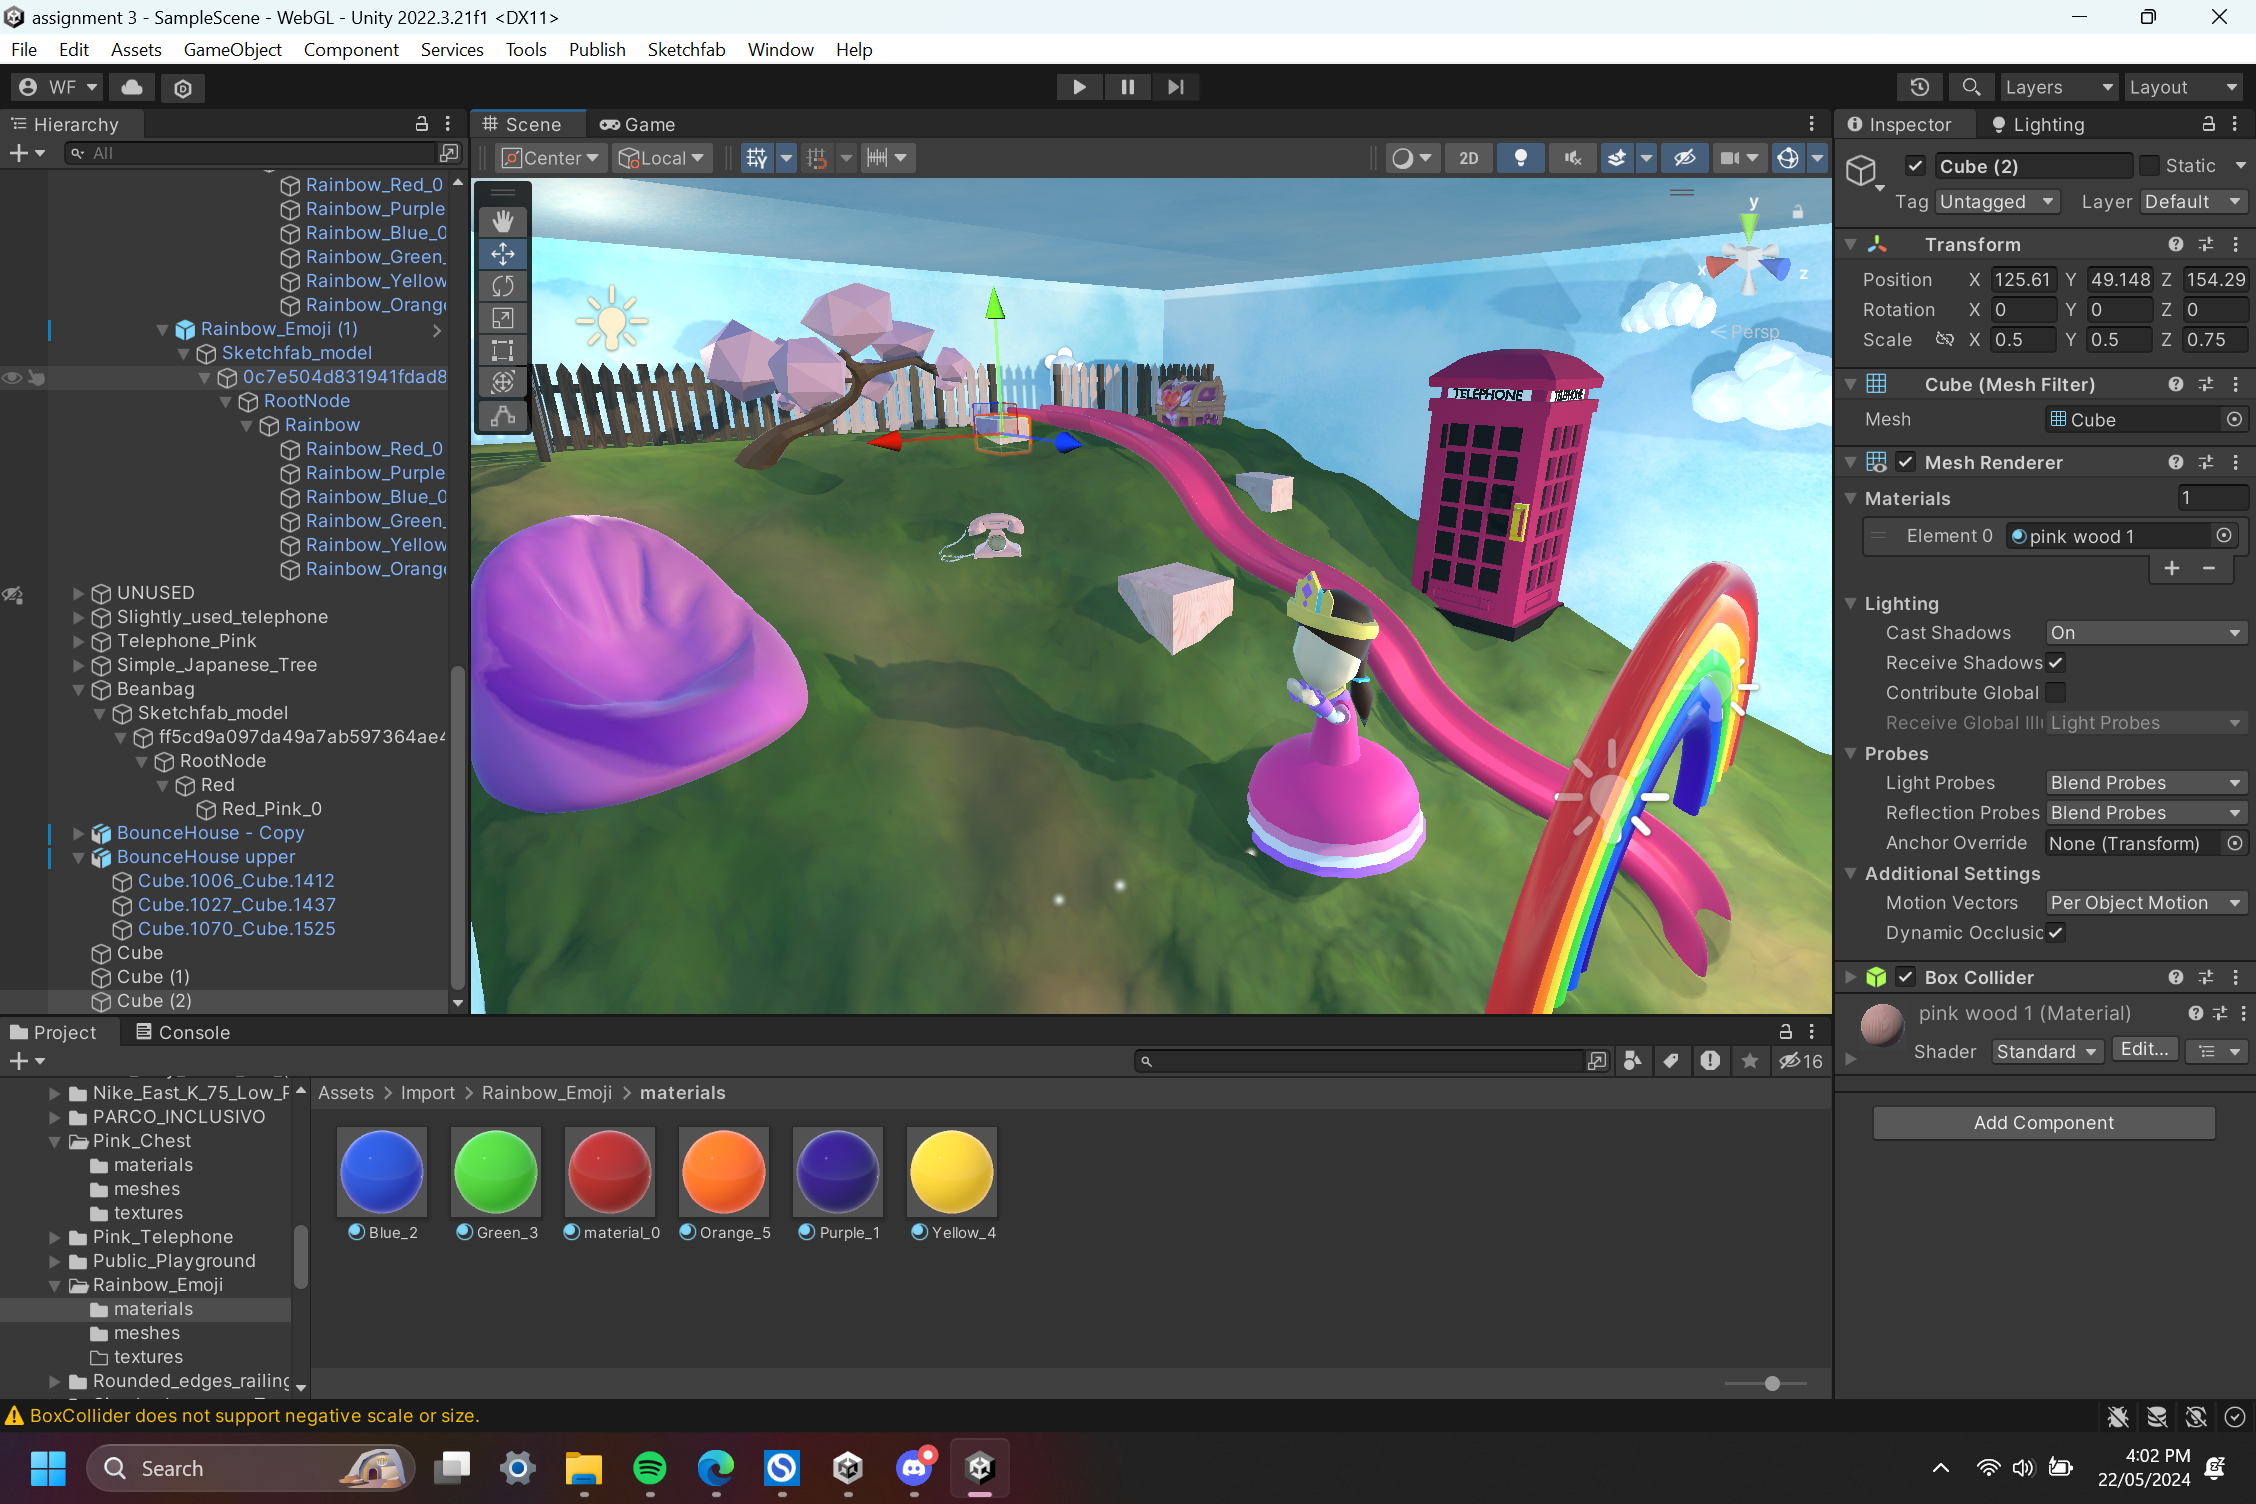 assignment 3 - SampleScene - WebGL - Unity 2022.3.21f1 <DX11>
File Edit Assets GameObject Component Services Tools Publish Sketchfab Window Help
WF
Layers
Layout
Hierarchy
All
Rainbow_Red_0
Rainbow_Purple
Rainbow_Blue_0
Rainbow_Green_
Rainbow_Yellow
Rainbow_Orange
Rainbow_Emoji (1)
Sketchfab_model
0c7e504d831941fdad8
RootNode
Rainbow
Rainbow_Red_0
Rainbow_Purple
Rainbow_Blue_0
Rainbow_Green_
Rainbow_Yellow
Rainbow_Orange
UNUSED
Slightly_used_telephone
Telephone_Pink
Simple_Japanese_Tree
Beanbag
Sketchfab_model
ff5cd9a097da49a7ab597364ae4
RootNode
Red
Red_Pink_0
BounceHouse - Copy
BounceHouse upper
Cube.1006_Cube.1412
Cube.1027_Cube.1437
Cube.1070_Cube.1525
Cube
Cube (1)
Cube (2)
Scene Game
Center Local 2D
y
x z
Persp
TELEPHONE
Inspector Lighting
Cube (2) Static
Tag Untagged Layer Default
Transform
Position X 125.61 Y 49.148 Z 154.29
Rotation X 0 Y 0 Z 0
Scale X 0.5 Y 0.5 Z 0.75
Cube (Mesh Filter)
Mesh Cube
Mesh Renderer
Materials 1
Element 0 pink wood 1
Lighting
Cast Shadows On
Receive Shadows
Contribute Global
Receive Global Illu Light Probes
Probes
Light Probes Blend Probes
Reflection Probes Blend Probes
Anchor Override None (Transform)
Additional Settings
Motion Vectors Per Object Motion
Dynamic Occlusic
Box Collider
pink wood 1 (Material)
Shader Standard Edit...
Add Component
Project Console
16
Nike_East_K_75_Low_P
PARCO_INCLUSIVO
Pink_Chest
materials
meshes
textures
Pink_Telephone
Public_Playground
Rainbow_Emoji
materials
meshes
textures
Rounded_edges_railing
Assets > Import > Rainbow_Emoji > materials
Blue_2 Green_3 material_0 Orange_5 Purple_1 Yellow_4
BoxCollider does not support negative scale or size.
Search
4:02 PM
22/05/2024